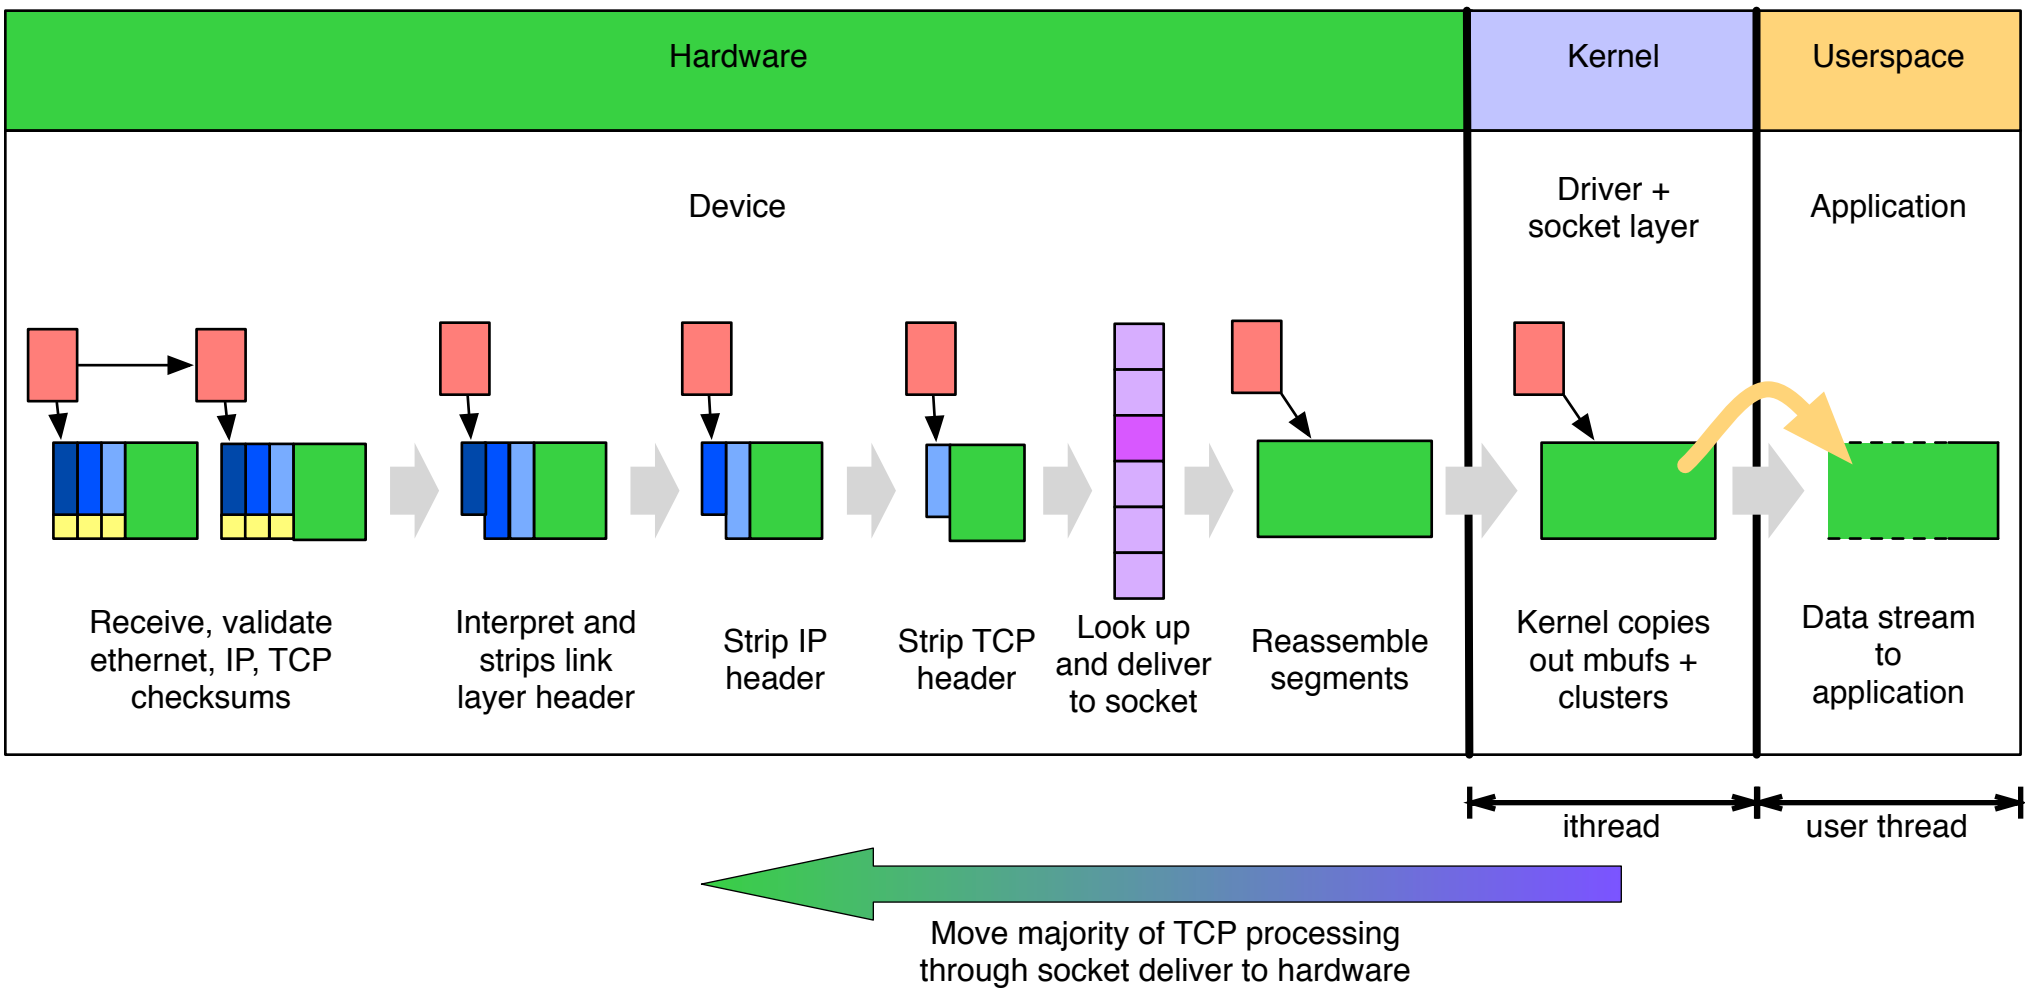 Hardware
Kernel
Userspace
Device
Driver +
socket layer
Application
Receive, validate
ethernet, IP, TCP
checksums
Interpret and
strips link
layer header
Strip IP
header
Strip TCP
header
Look up
and deliver
to socket
Reassemble
segments
Kernel copies
out mbufs +
clusters
Data stream
to
application
ithread
user thread
Move majority of TCP processing
through socket deliver to hardware